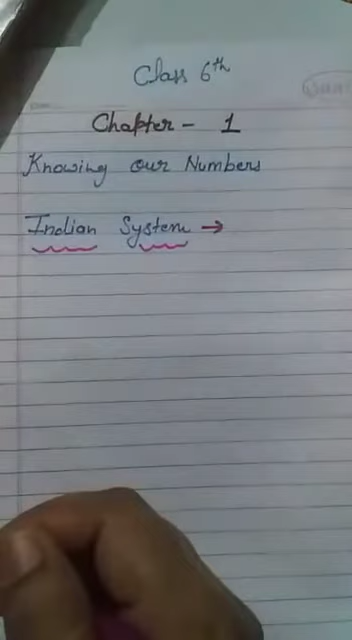 Class 6th
Chapter - 1
Knowing our Numbers
Indian System →